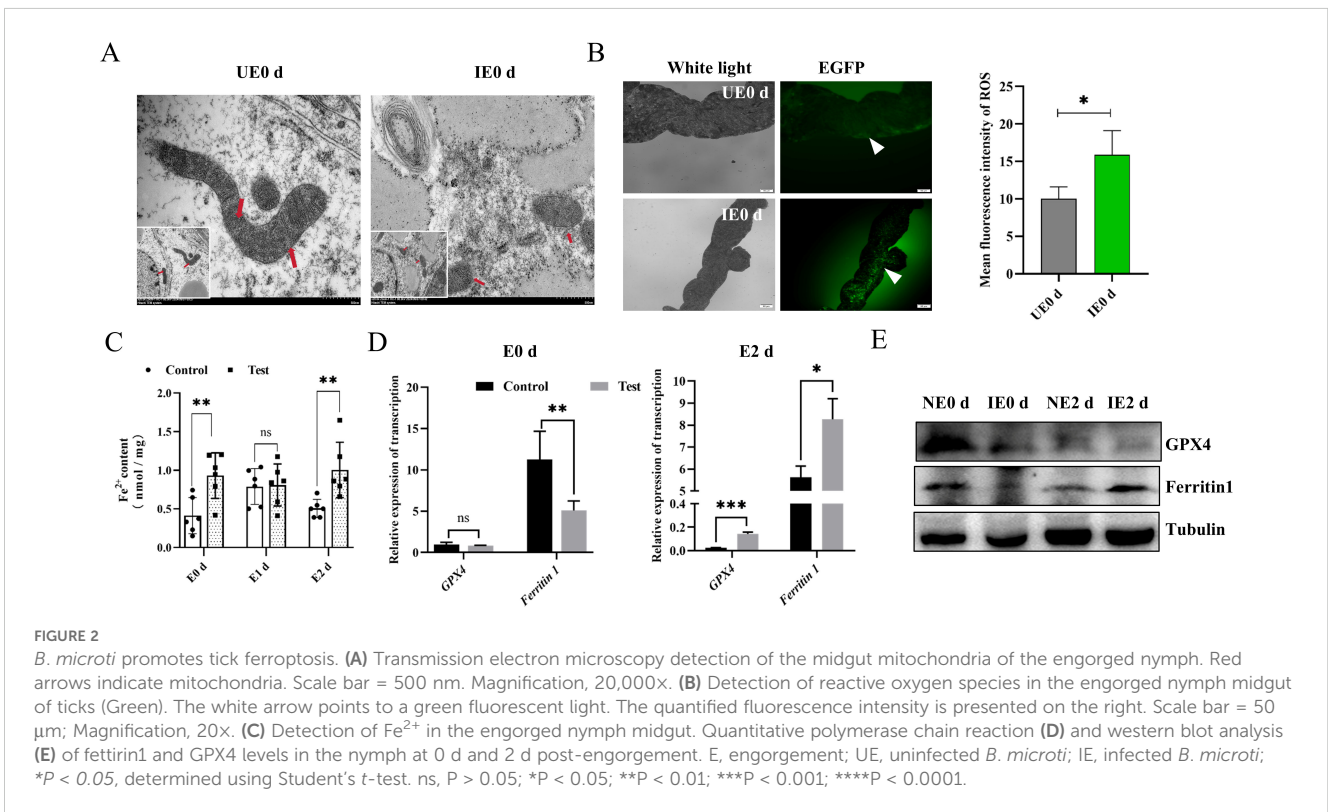 A
UE0 d
IE0 d
B
White light
EGFP
UE0 d
IE0 d
Mean fluorescence intensity of ROS
25
20
15
10
5
0
*
UE0 d
IE0 d
C
Control
Test
Fe2+ content
( nmol / mg)
2.0
1.5
1.0
0.5
0.0
**
ns
**
E0 d
E1 d
E2 d
D
E0 d
Control
Test
Relative expression of transcription
20
15
10
5
0
ns
**
GPX4
Ferritin 1
E2 d
Relative expression of transcription
10
9
8
7
6
5
0.4
0.2
0.0
***
*
GPX4
Ferritin 1
E
NE0 d IE0 d NE2 d IE2 d
GPX4
Ferritin1
Tubulin
FIGURE 2
B. microti promotes tick ferroptosis. (A) Transmission electron microscopy detection of the midgut mitochondria of the engorged nymph. Red
arrows indicate mitochondria. Scale bar = 500 nm. Magnification, 20,000×. (B) Detection of reactive oxygen species in the engorged nymph midgut
of ticks (Green). The white arrow points to a green fluorescent light. The quantified fluorescence intensity is presented on the right. Scale bar = 50
μm; Magnification, 20×. (C) Detection of Fe2+ in the engorged nymph midgut. Quantitative polymerase chain reaction (D) and western blot analysis
(E) of fettirin1 and GPX4 levels in the nymph at 0 d and 2 d post-engorgement. E, engorgement; UE, uninfected B. microti; IE, infected B. microti;
*P < 0.05, determined using Student's t-test. ns, P > 0.05; *P < 0.05; **P < 0.01; ***P < 0.001; ****P < 0.0001.